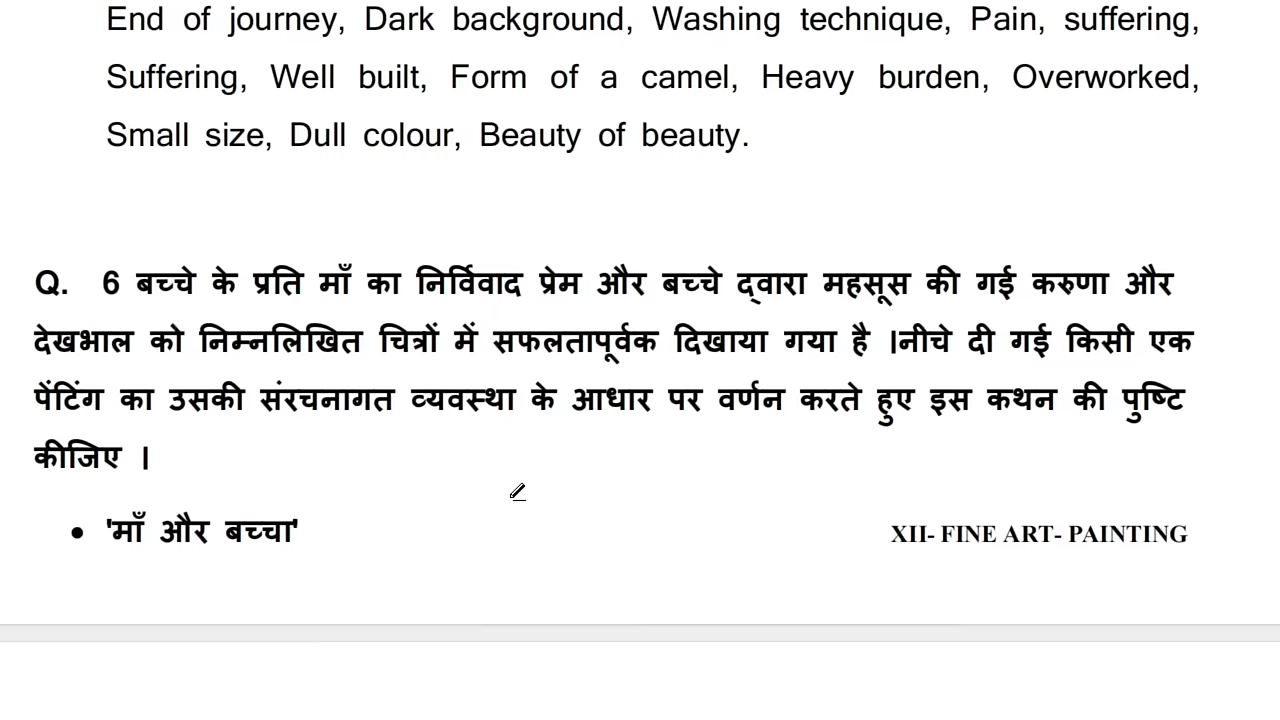 End of journey, Dark background, Washing technique, Pain, suffering,
Suffering, Well built, Form of a camel, Heavy burden, Overworked,
Small size, Dull colour, Beauty of beauty.
Q. 6 बच्चे के प्रति माँ का निर्विवाद प्रेम और बच्चे द्वारा महसूस की गई करुणा और
देखभाल को निम्नलिखित चित्रों में सफलतापूर्वक दिखाया गया है ।नीचे दी गई किसी एक
पेंटिंग का उसकी संरचनागत व्यवस्था के आधार पर वर्णन करते हुए इस कथन की पुष्टि
कीजिए ।
• 'माँ और बच्चा'
XII- FINE ART- PAINTING